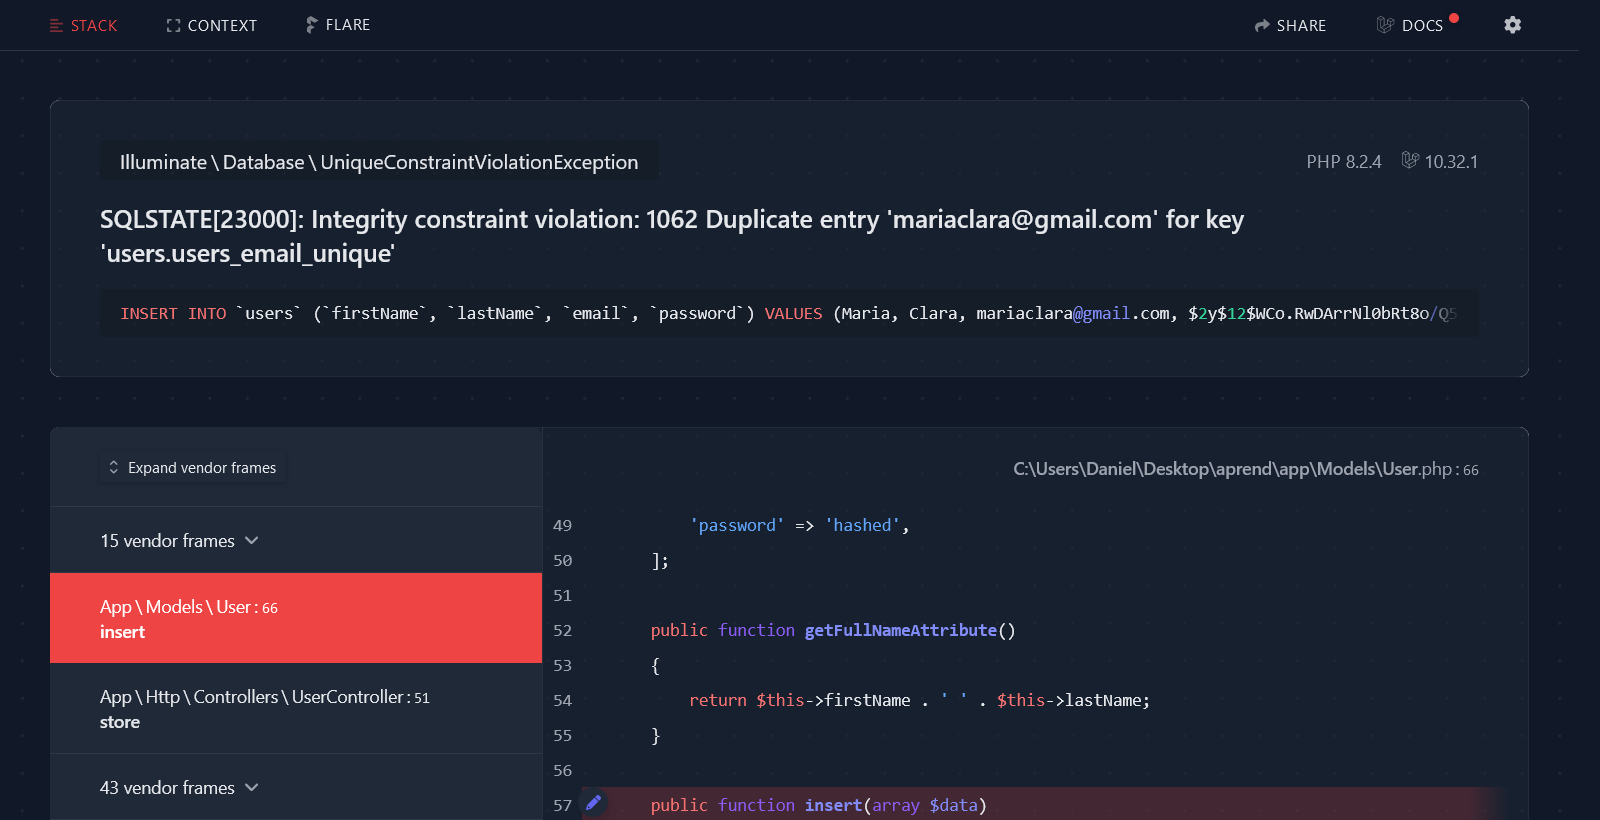 STACK
CONTEXT
FLARE
SHARE
DOCS
Illuminate\Database\UniqueConstraintViolationException
PHP 8.2.4
10.32.1
SQLSTATE[23000]: Integrity constraint violation: 1062 Duplicate entry 'mariaclara@gmail.com' for key
'users.users_email_unique'
INSERT INTO `users` (`firstName`, `lastName`, `email`, `password`) VALUES (Maria, Clara, mariaclara@gmail.com, $2y$12$WCo.RwDArrNl0bRt8o/Q5
Expand vendor frames
15 vendor frames
App\Models\User:66
insert
App\Http\Controllers\UserController:51
store
43 vendor frames
C:\Users\Daniel\Desktop\aprend\app\Models\User.php:66
49 'password' => 'hashed',
50 ];
51
52 public function getFullNameAttribute()
53 {
54 return $this->firstName . ' ' . $this->lastName;
55 }
56
57 public function insert(array $data)